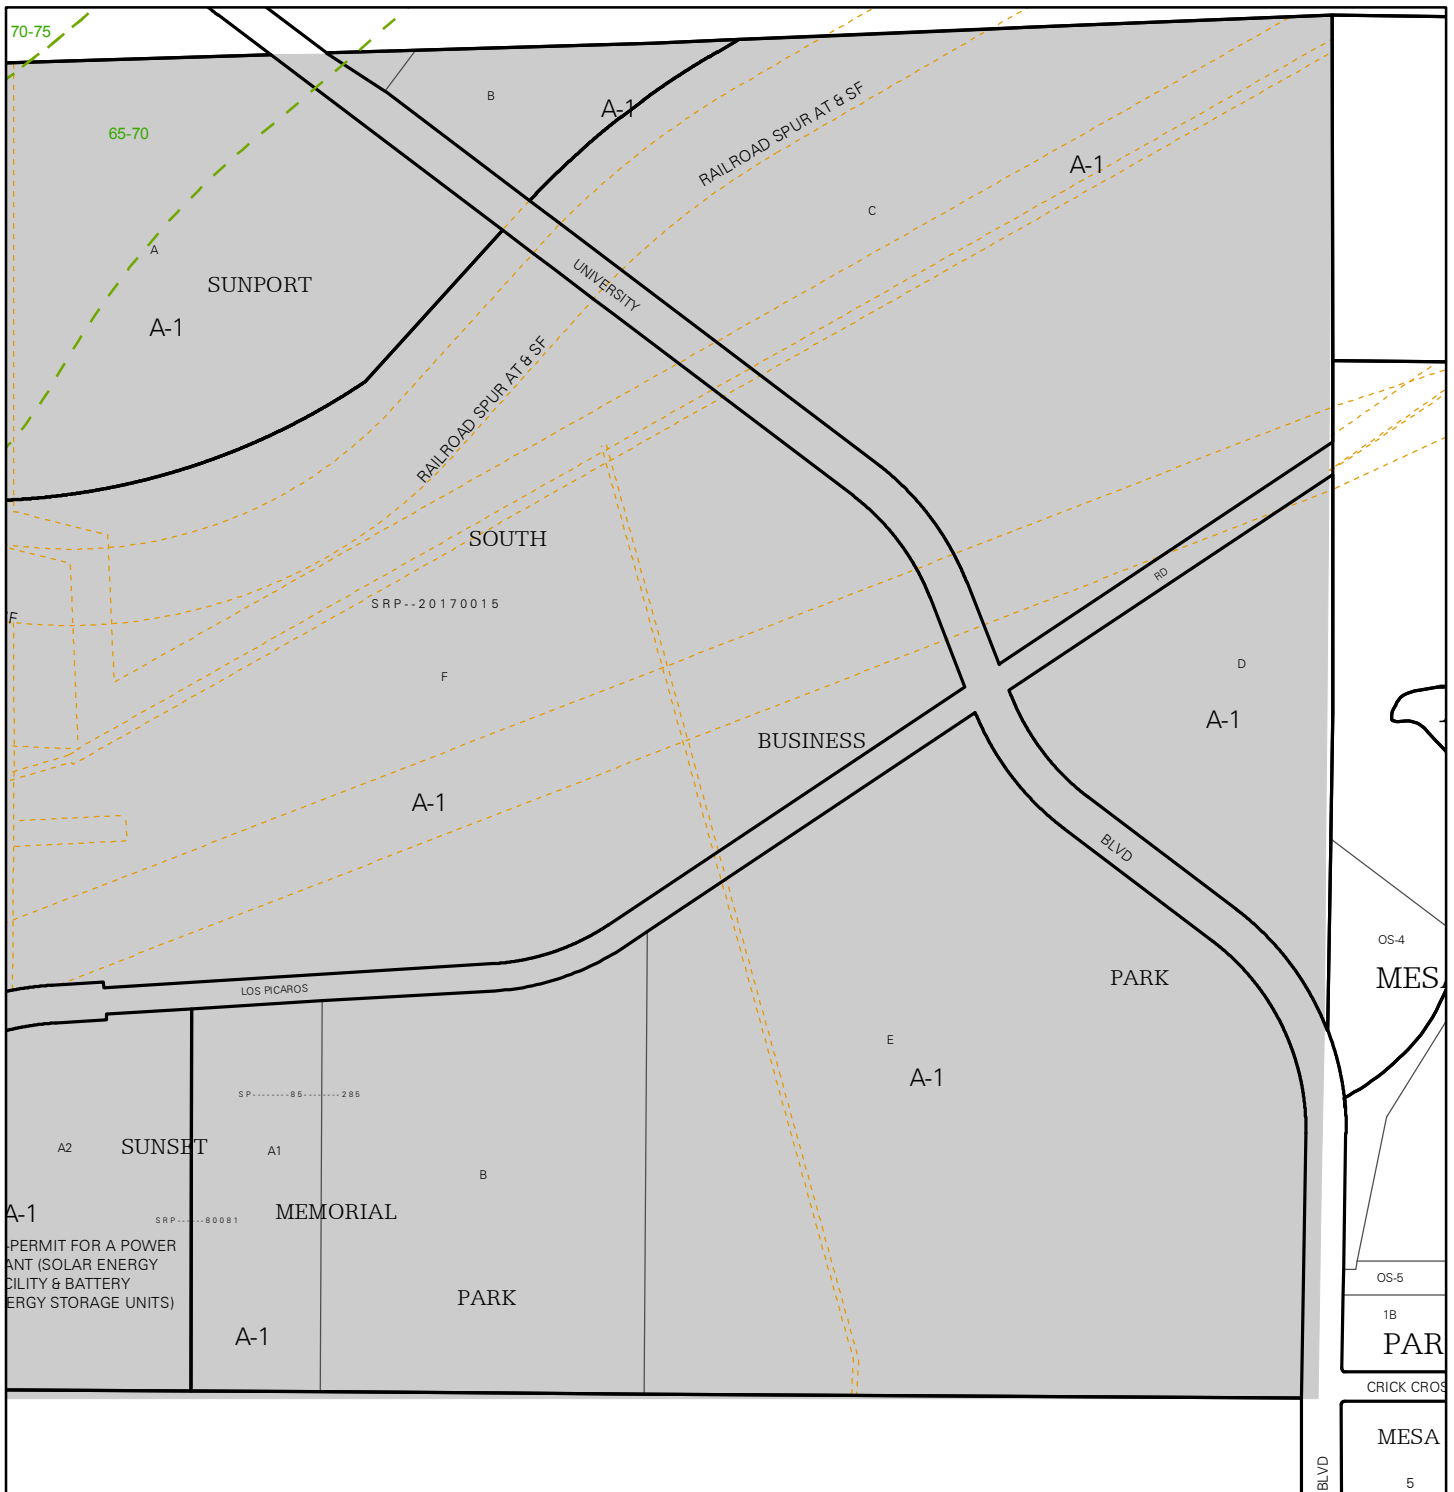 70-75
B
A-1
RAILROAD SPUR AT & SF
65-70
A-1
C
A
SUNPORT
UNIVERSITY
A-1
RAILROAD SPUR AT & SF
SOUTH
RD
SRP--20170015
F
D
A-1
BUSINESS
A-1
BLVD
OS-4
PARK
MESA
LOS PICAROS
E
A-1
SP--------85-------285
A2
SUNSET
A1
B
A-1
MEMORIAL
SRP-----80081
-PERMIT FOR A POWER
ANT (SOLAR ENERGY
CILITY & BATTERY
ERGY STORAGE UNITS)
OS-5
PARK
1B
A-1
PAR
CRICK CROS
MESA
BLVD
5